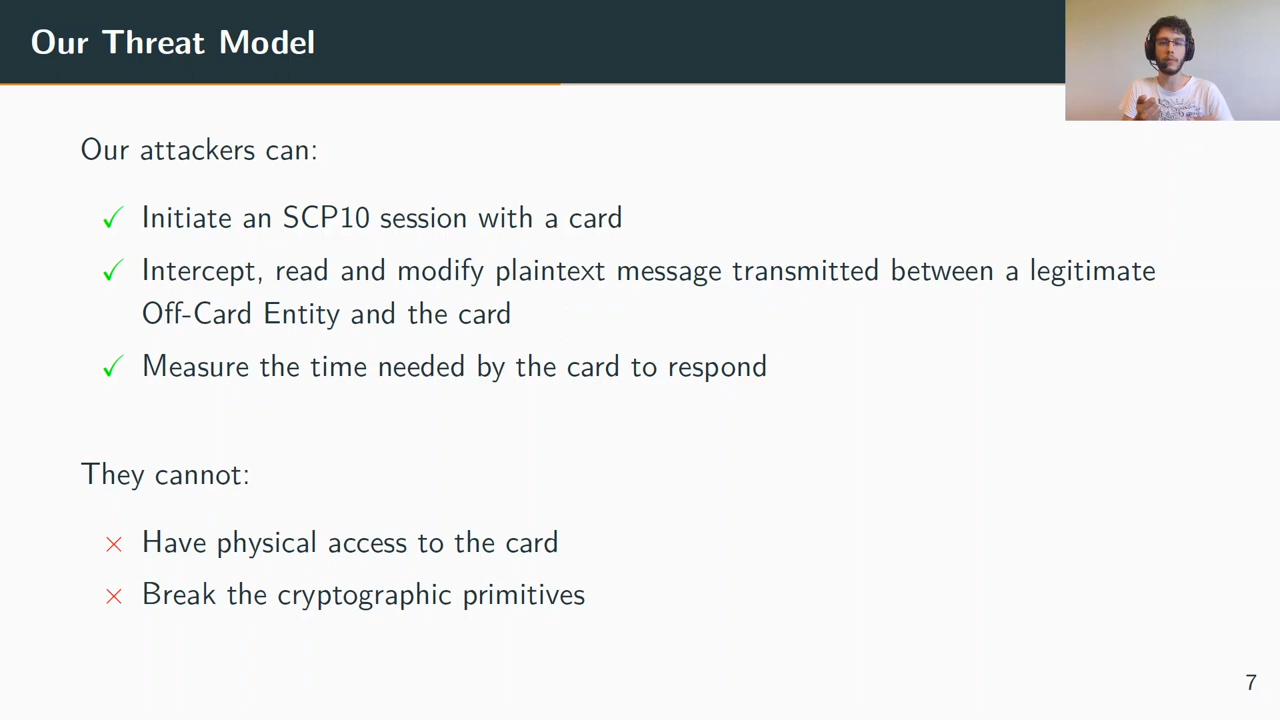 Our Threat Model
Our attackers can:
✓ Initiate an SCP10 session with a card
✓ Intercept, read and modify plaintext message transmitted between a legitimate
Off-Card Entity and the card
✓ Measure the time needed by the card to respond
They cannot:
× Have physical access to the card
× Break the cryptographic primitives
7